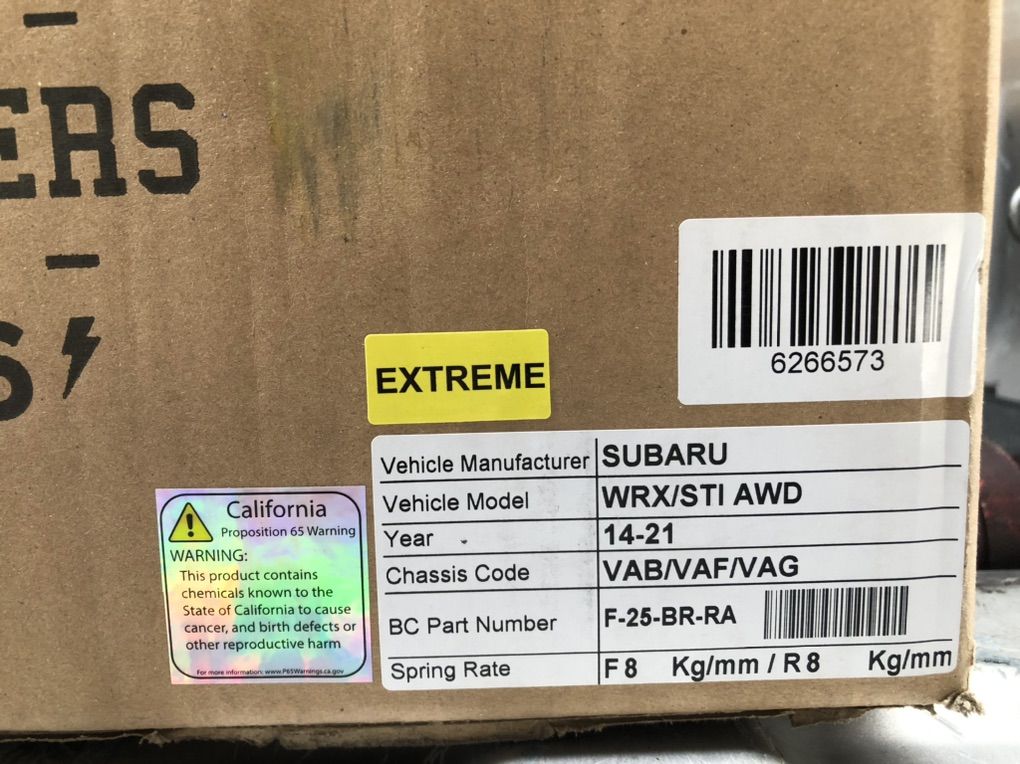 ERS
S
EXTREME
6266573
Vehicle Manufacturer SUBARU
Vehicle Model WRX/STI AWD
Year 14-21
Chassis Code VAB/VAF/VAG
BC Part Number F-25-BR-RA
Spring Rate F 8 Kg/mm / R 8 Kg/mm
California
Proposition 65 Warning
WARNING:
This product contains
chemicals known to the
State of California to cause
cancer, and birth defects or
other reproductive harm
For more information: www.P65Warnings.ca.gov